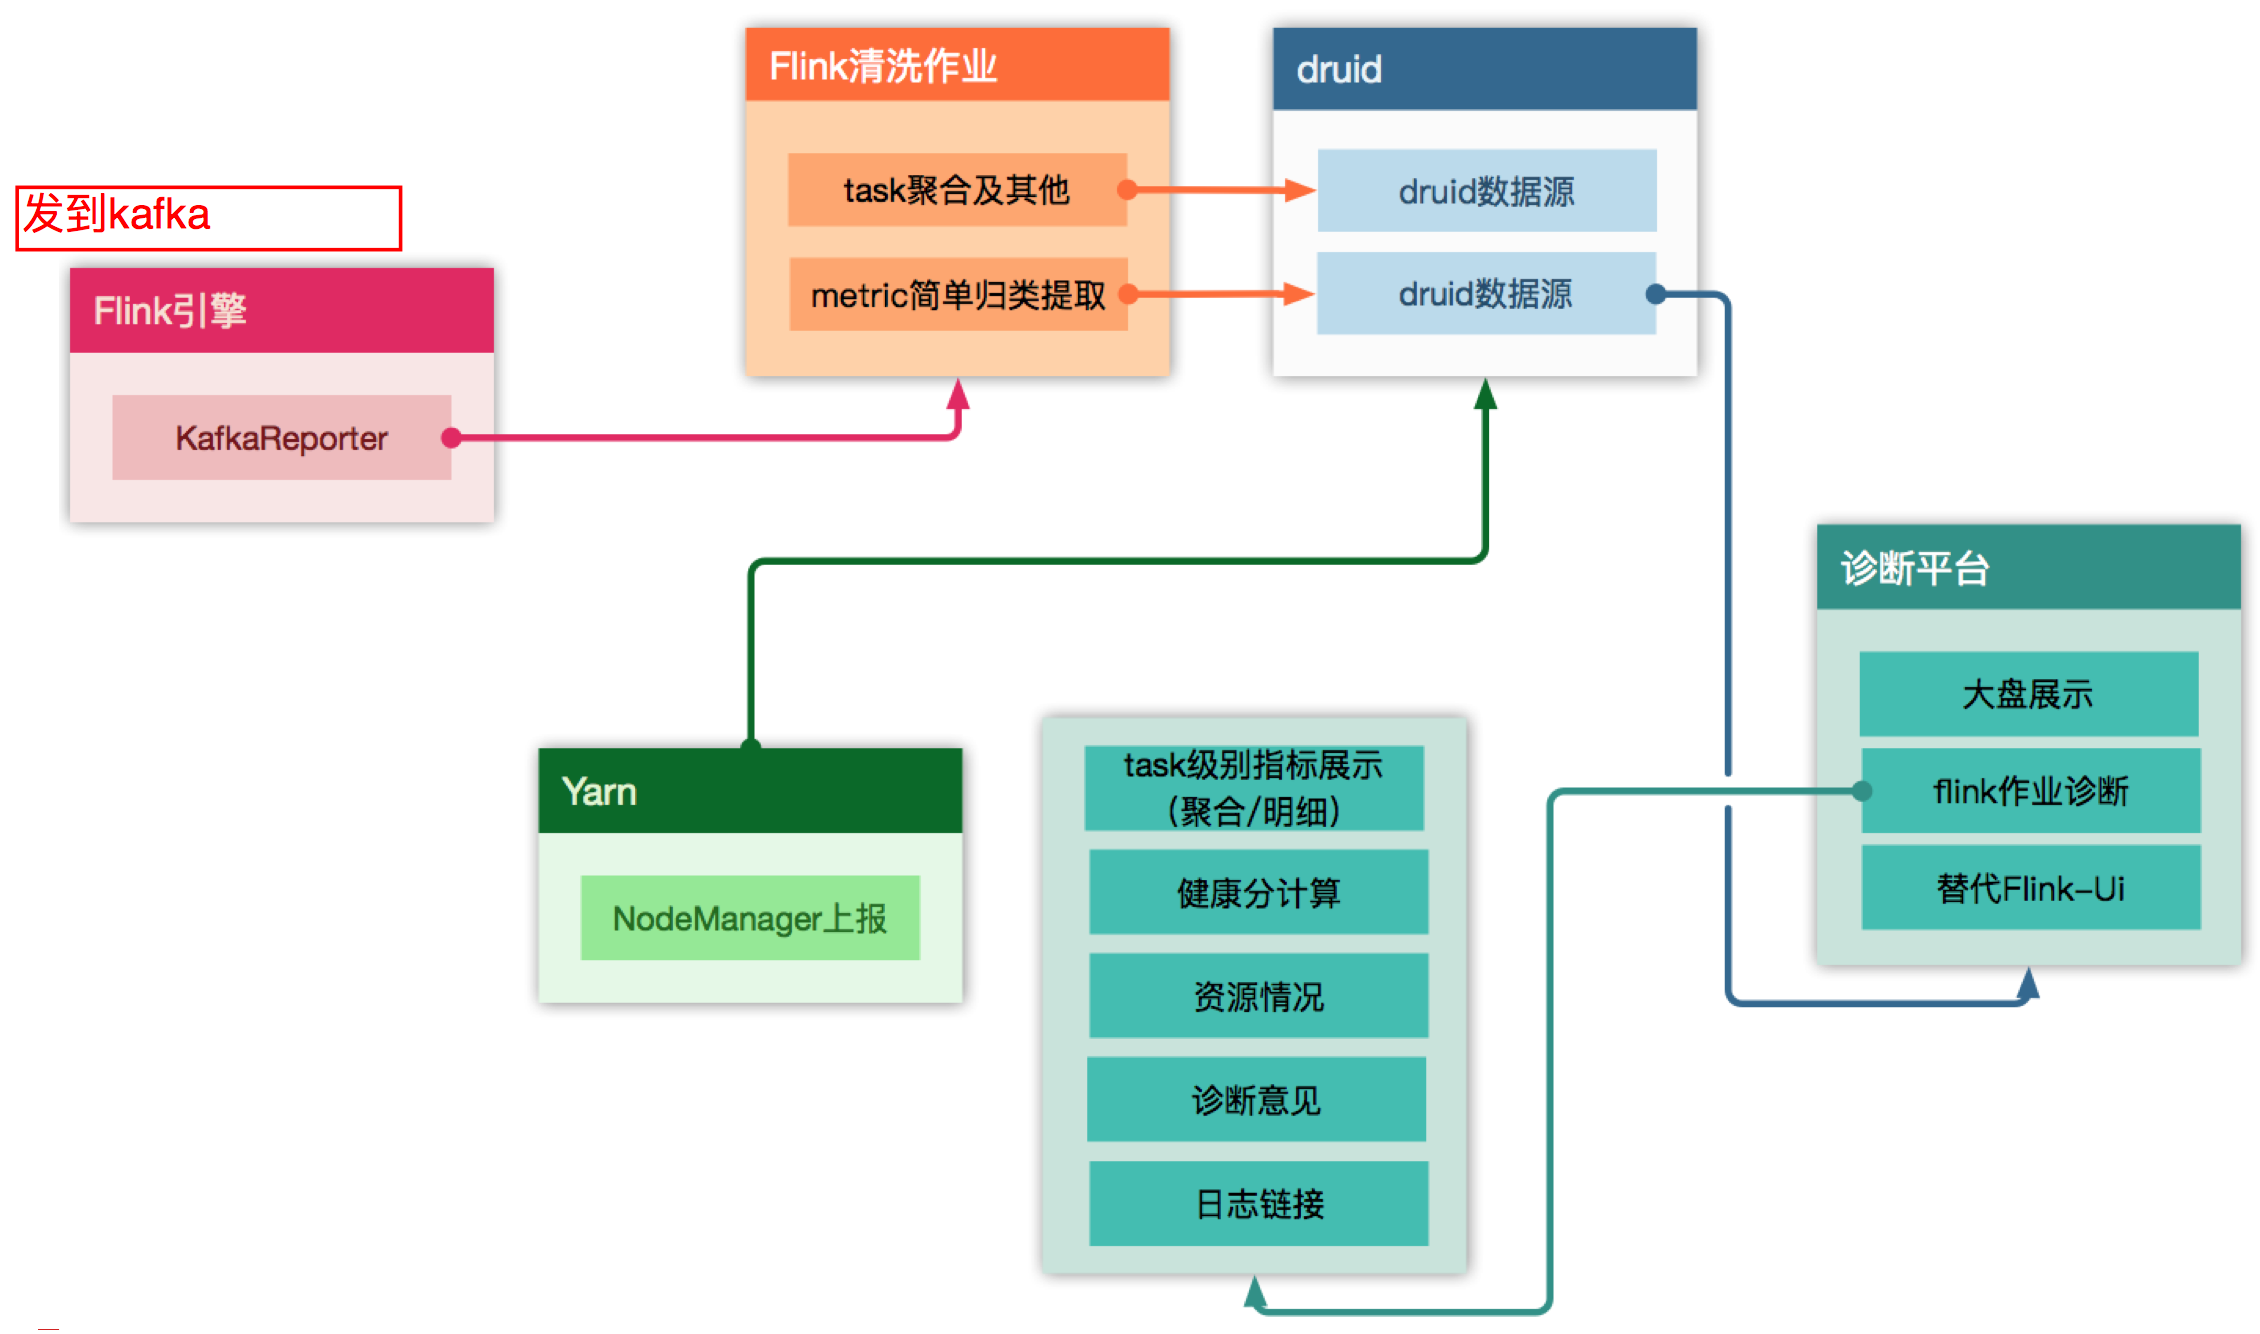 发到kafka
Flink引擎
KafkaReporter
Flink清洗作业
task聚合及其他
metric简单归类提取
druid
druid数据源
druid数据源
Yarn
NodeManager上报
task级别指标展示
（聚合/明细）
健康分计算
资源情况
诊断意见
日志链接
诊断平台
大盘展示
flink作业诊断
替代Flink-Ui